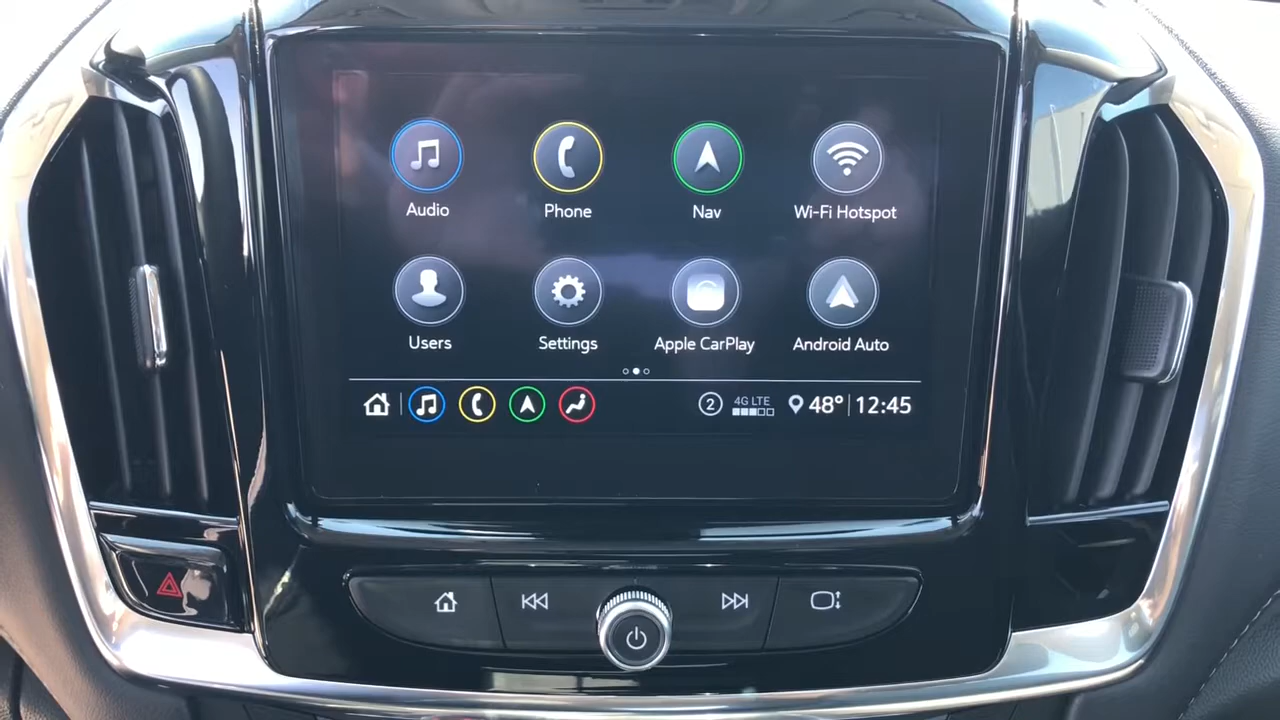 Audio Phone Nav Wi-Fi Hotspot
Users Settings Apple CarPlay Android Auto
2 4G LTE 48° 12:45